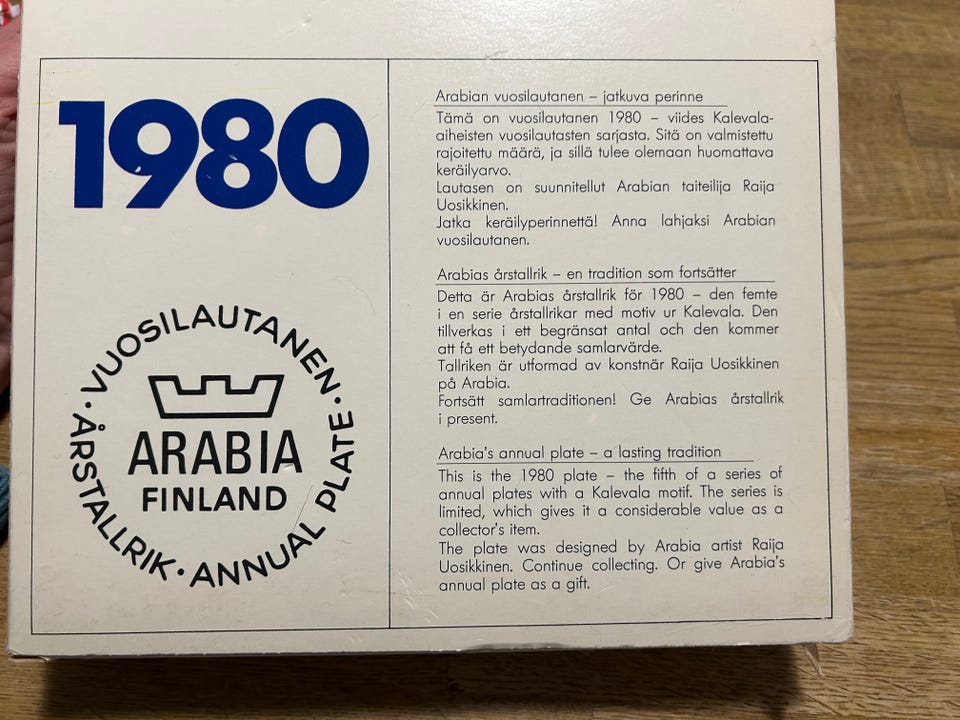 1980
VUOSILAUTANEN · ANNUAL PLATE · ÅRSTALLRIK ·
ARABIA
FINLAND
Arabian vuosilautanen – jatkuva perinne
Tämä on vuosilautanen 1980 – viides Kalevala-
aiheisten vuosilautasten sarjasta. Sitä on valmistettu
rajoitettu määrä, ja sillä tulee olemaan huomattava
keräilyarvo.
Lautasen on suunnitellut Arabian taiteilija Raija
Uosikkinen.
Jatka keräilyperinnettä! Anna lahjaksi Arabian
vuosilautanen.
Arabias årstallrik – en tradition som fortsätter
Detta är Arabias årstallrik för 1980 – den femte
i en serie årstallrikar med motiv ur Kalevala. Den
tillverkas i ett begränsat antal och den kommer
att få ett betydande samlarvärde.
Tallriken är utformad av konstnär Raija Uosikkinen
på Arabia.
Fortsätt samlartraditionen! Ge Arabias årstallrik
i present.
Arabia's annual plate – a lasting tradition
This is the 1980 plate – the fifth of a series of
annual plates with a Kalevala motif. The series is
limited, which gives it a considerable value as a
collector's item.
The plate was designed by Arabia artist Raija
Uosikkinen. Continue collecting. Or give Arabia's
annual plate as a gift.